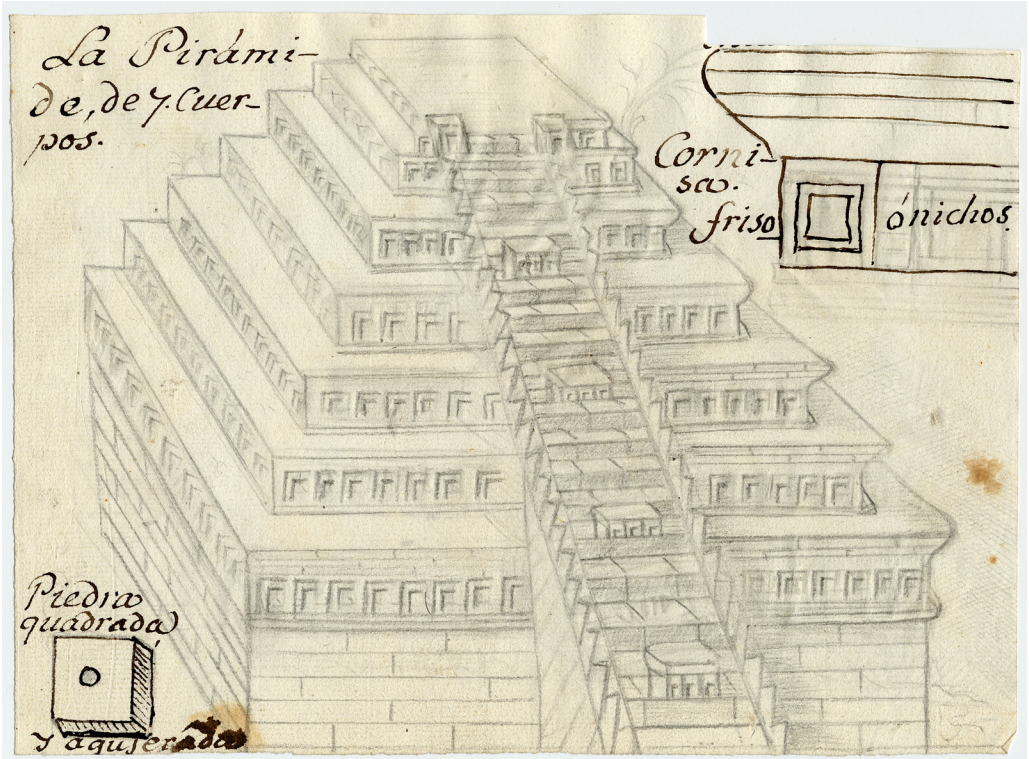 La Pirámi-
de, de 7. Cuer-
pos.
Corni-
sa.
friso
ónichos.
Piedra
quadrada
y agujerada